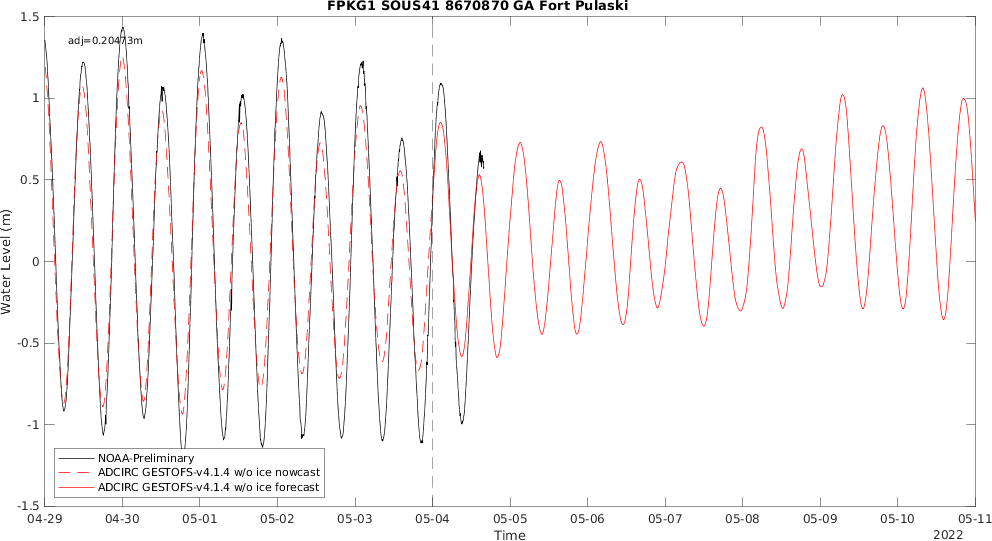 FPKG1 SOUS41 8670870 GA Fort Pulaski
adj=0.20473m
1.5
1
0.5
0
-0.5
-1
-1.5
Water Level (m)
NOAA-Preliminary
ADCIRC GESTOFS-v4.1.4 w/o ice nowcast
ADCIRC GESTOFS-v4.1.4 w/o ice forecast
04-29 04-30 05-01 05-02 05-03 05-04 05-05 05-06 05-07 05-08 05-09 05-10 05-11
Time
2022